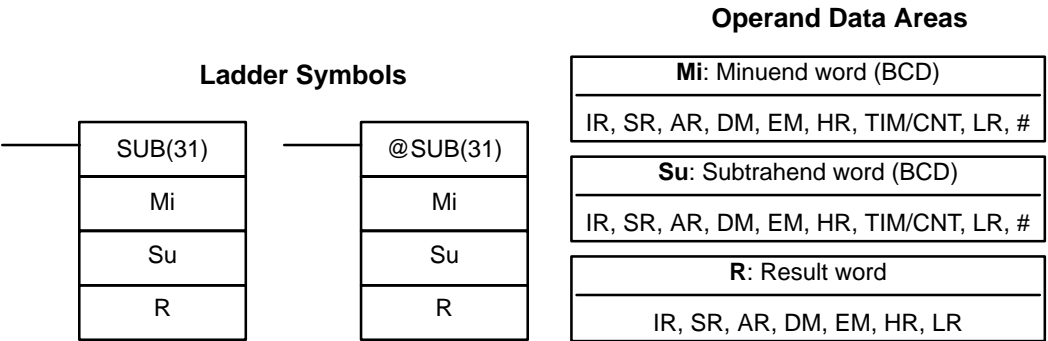 Operand Data Areas
Ladder Symbols
SUB(31)
Mi
Su
R
@SUB(31)
Mi
Su
R
Mi: Minuend word (BCD)
IR, SR, AR, DM, EM, HR, TIM/CNT, LR, #
Su: Subtrahend word (BCD)
IR, SR, AR, DM, EM, HR, TIM/CNT, LR, #
R: Result word
IR, SR, AR, DM, EM, HR, LR